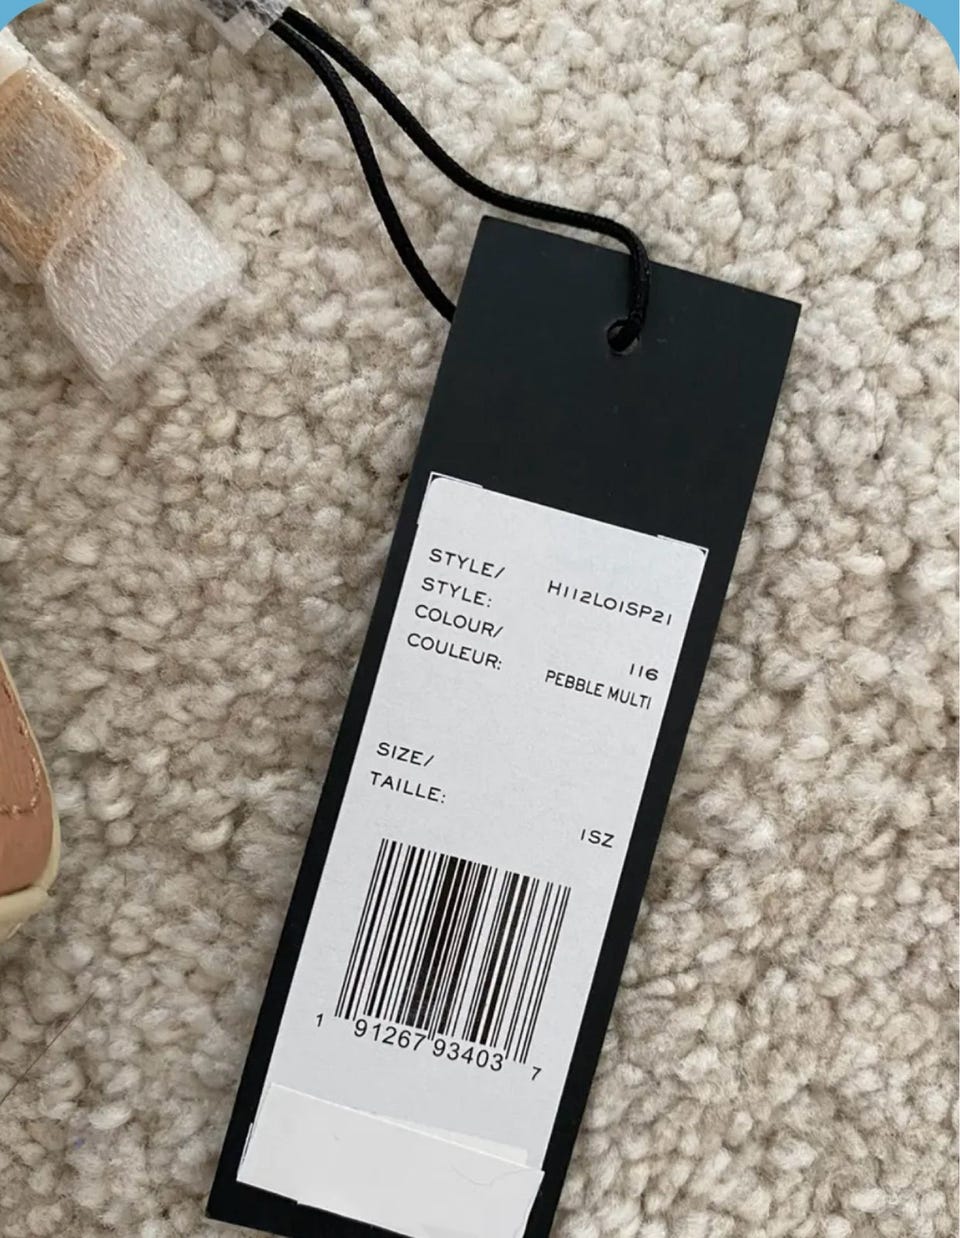 STYLE/
STYLE: H112L01SP21
COLOUR/
COULEUR: 116
PEBBLE MULTI
SIZE/
TAILLE:
1SZ
1 91267 93403 7